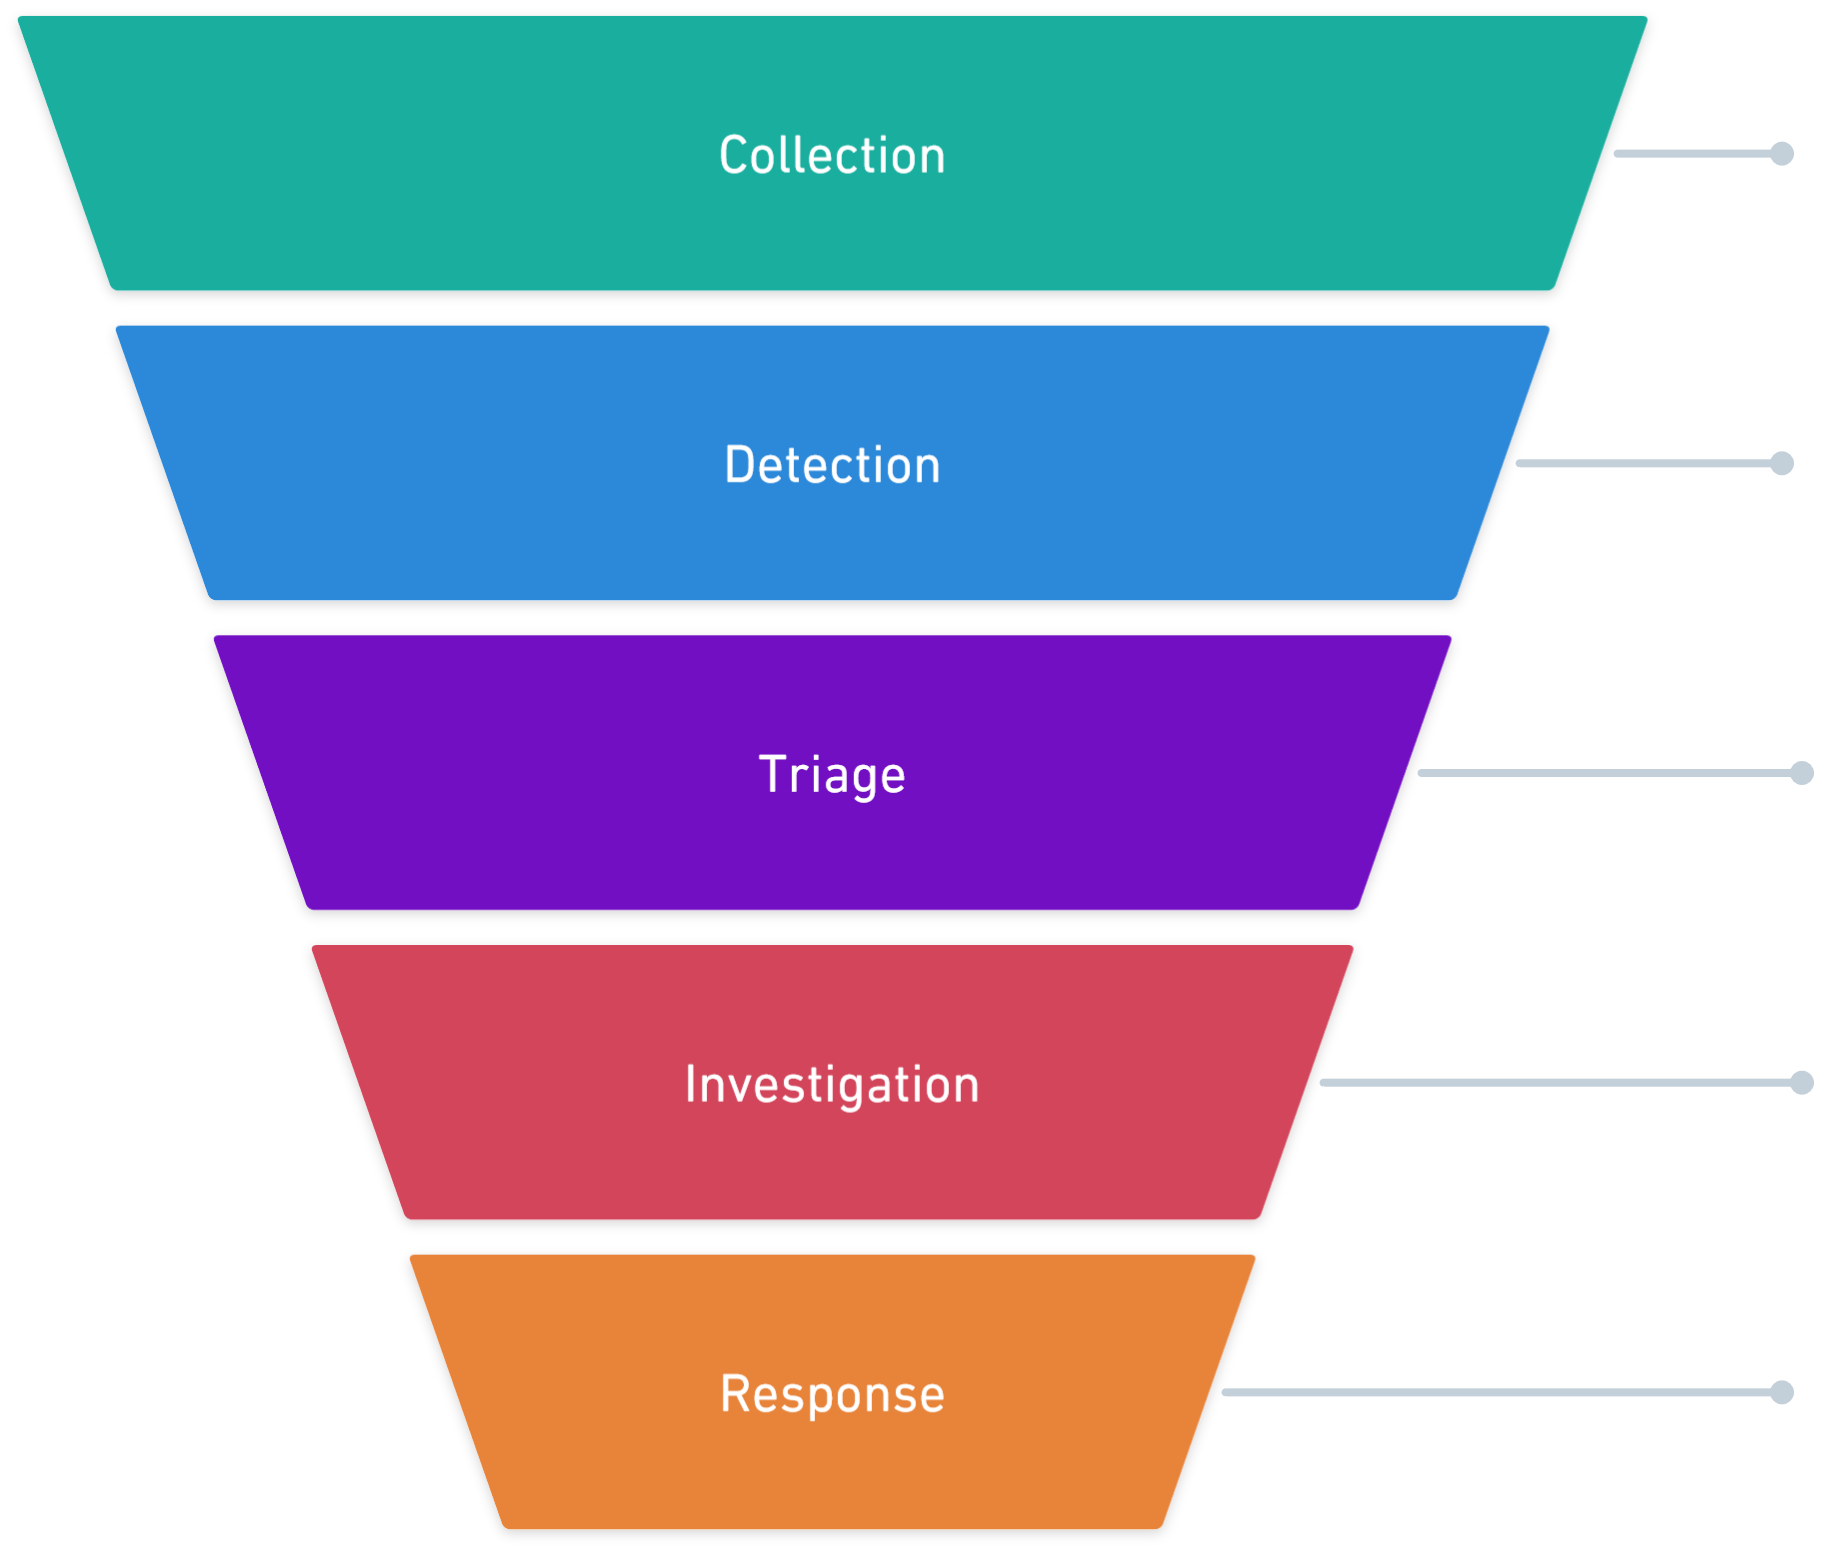 Collection
Detection
Triage
Investigation
Response